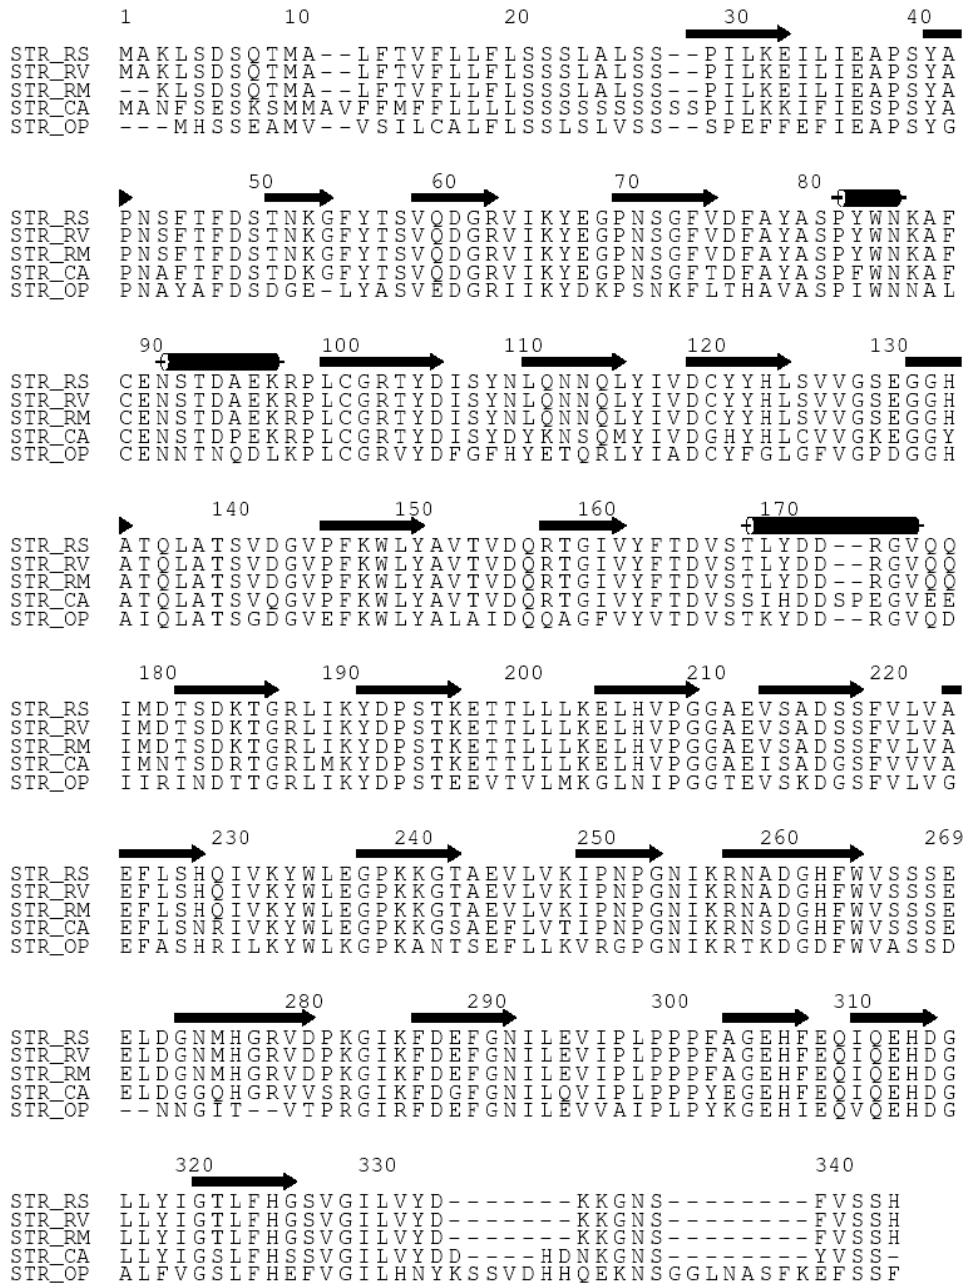 1 10 20 30 40
STR_RS MAKLSDSQTMA--LFTVFLLFLSSSLALSS--PILKEILIEAPSYA
STR_RV MAKLSDSQTMA--LFTVFLLFLSSSLALSS--PILKEILIEAPSYA
STR_RM --KLSDSQTMA--LFTVFLLFLSSSLALSS--PILKEILIEAPSYA
STR_CA MANFSESKSMMAVFFMFFLLLLSSSSSSSSSSPILKKIFIESPSYA
STR_OP ---MHSSEAMV--VSILCALFLSSLSLVSS--SPEFFEFIEAPSYG
50 60 70 80
STR_RS PNSFTFDSTNKGFYTSVQDGRVIKYEGPNSGFVDFAYASPYWNKAF
STR_RV PNSFTFDSTNKGFYTSVQDGRVIKYEGPNSGFVDFAYASPYWNKAF
STR_RM PNSFTFDSTNKGFYTSVQDGRVIKYEGPNSGFVDFAYASPYWNKAF
STR_CA PNAFTFDSTDKGFYTSVQDGRVIKYEGPNSGFTDFAYASPFWNKAF
STR_OP PNAYAFDSDGE-LYASVEDGRIIKYDKPSNKFLTHAVASPIWNNAL
90 100 110 120 130
STR_RS CENSTDAEKRPLCGRTYDISYNLQNNQLYIVDCYYHLSVVGSEGGH
STR_RV CENSTDAEKRPLCGRTYDISYNLQNNQLYIVDCYYHLSVVGSEGGH
STR_RM CENSTDAEKRPLCGRTYDISYNLQNNQLYIVDCYYHLSVVGSEGGH
STR_CA CENSTDPEKRPLCGRTYDISYDYKNSQMYIVDGHYHLCVVGKEGGY
STR_OP CENNTNQDLKPLCGRVYDFGFHYETQRLYIADCYFGLGFVGPDGGH
140 150 160 170
STR_RS ATQLATSVDGVPFKWLYAVTVDQRTGIVYFTDVSTLYDD--RGVQQ
STR_RV ATQLATSVDGVPFKWLYAVTVDQRTGIVYFTDVSTLYDD--RGVQQ
STR_RM ATQLATSVDGVPFKWLYAVTVDQRTGIVYFTDVSTLYDD--RGVQQ
STR_CA ATQLATSVQGVPFKWLYAVTVDQRTGIVYFTDVSSIHDDSPEGVEE
STR_OP AIQLATSGDGVEFKWLYALAIDQQAGFVYVTDVSTKYDD--RGVQD
180 190 200 210 220
STR_RS IMDTSDKTGRLIKYDPSTKETTLLLKELHVPGGAEVSADSSFVLVA
STR_RV IMDTSDKTGRLIKYDPSTKETTLLLKELHVPGGAEVSADSSFVLVA
STR_RM IMDTSDKTGRLIKYDPSTKETTLLLKELHVPGGAEVSADSSFVLVA
STR_CA IMNTSDRTGRLMKYDPSTKETTLLLKELHVPGGAEISADGSFVVVA
STR_OP IIRINDTTGRLIKYDPSTEEVTVLMKGLNIPGGTEVSKDGSFVLVG
230 240 250 260 269
STR_RS EFLSHQIVKYWLEGPKKGTAEVLVKIPNPGNIKRNADGHFWVSSSE
STR_RV EFLSHQIVKYWLEGPKKGTAEVLVKIPNPGNIKRNADGHFWVSSSE
STR_RM EFLSHQIVKYWLEGPKKGTAEVLVKIPNPGNIKRNADGHFWVSSSE
STR_CA EFLSNRIVKYWLEGPKKGSAEFLVTIPNPGNIKRNSDGHFWVSSSE
STR_OP EFASHRILKYWLKGPKANTSEFLLKVRGPGNIKRTKDGDFWVASSD
280 290 300 310
STR_RS ELDGNMHGRVDPKGIKFDEFGNILEVIPLPPPFAGEHFEQIQEHDG
STR_RV ELDGNMHGRVDPKGIKFDEFGNILEVIPLPPPFAGEHFEQIQEHDG
STR_RM ELDGNMHGRVDPKGIKFDEFGNILEVIPLPPPFAGEHFEQIQEHDG
STR_CA ELDGGQHGRVVSRGIKFDGFGNILQVIPLPPPYEGEHFEQIQEHDG
STR_OP --NNGIT--VTPRGIRFDEFGNILEVVAIPLPYKGEHIEQVQEHDG
320 330 340
STR_RS LLYIGTLFHGSVGILVYD-------KKGNS--------FVSSH
STR_RV LLYIGTLFHGSVGILVYD-------KKGNS--------FVSSH
STR_RM LLYIGTLFHGSVGILVYD-------KKGNS--------FVSSH
STR_CA LLYIGSLFHSSVGILVYDD-----HDNKGNS-------YVSS-
STR_OP ALFVGSLFHEFVGILHNYKSSVDHHQEKNSGGLNASFKEFSSF